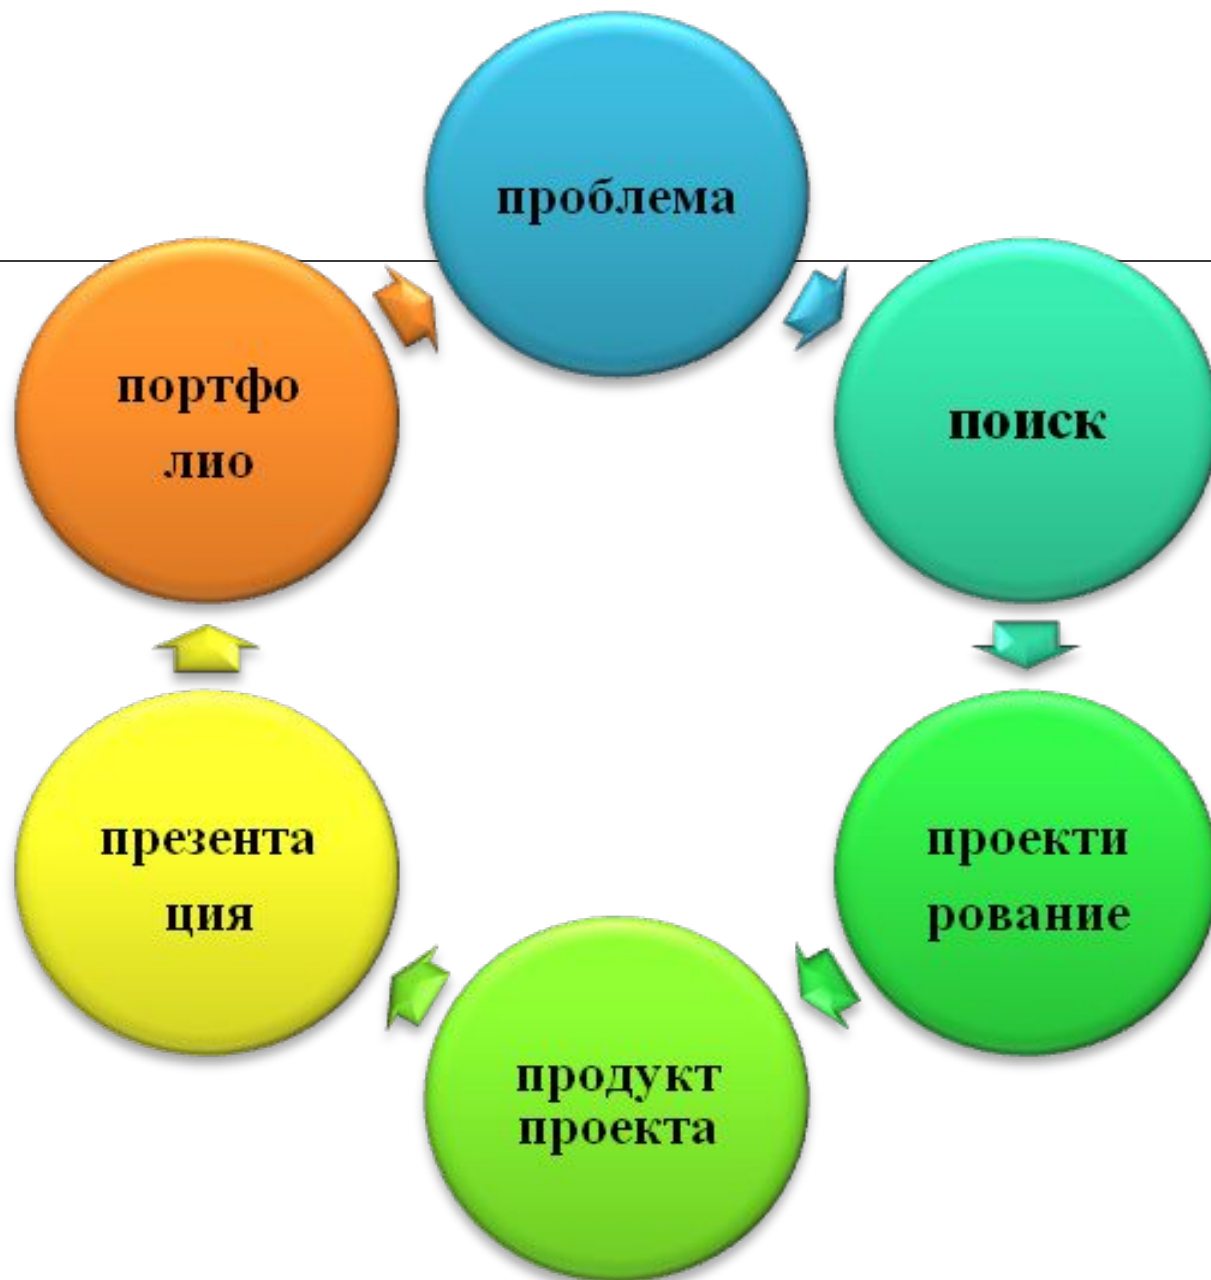 проблема
поиск
проекти
рование
продукт
проекта
презента
ция
портфо
лио